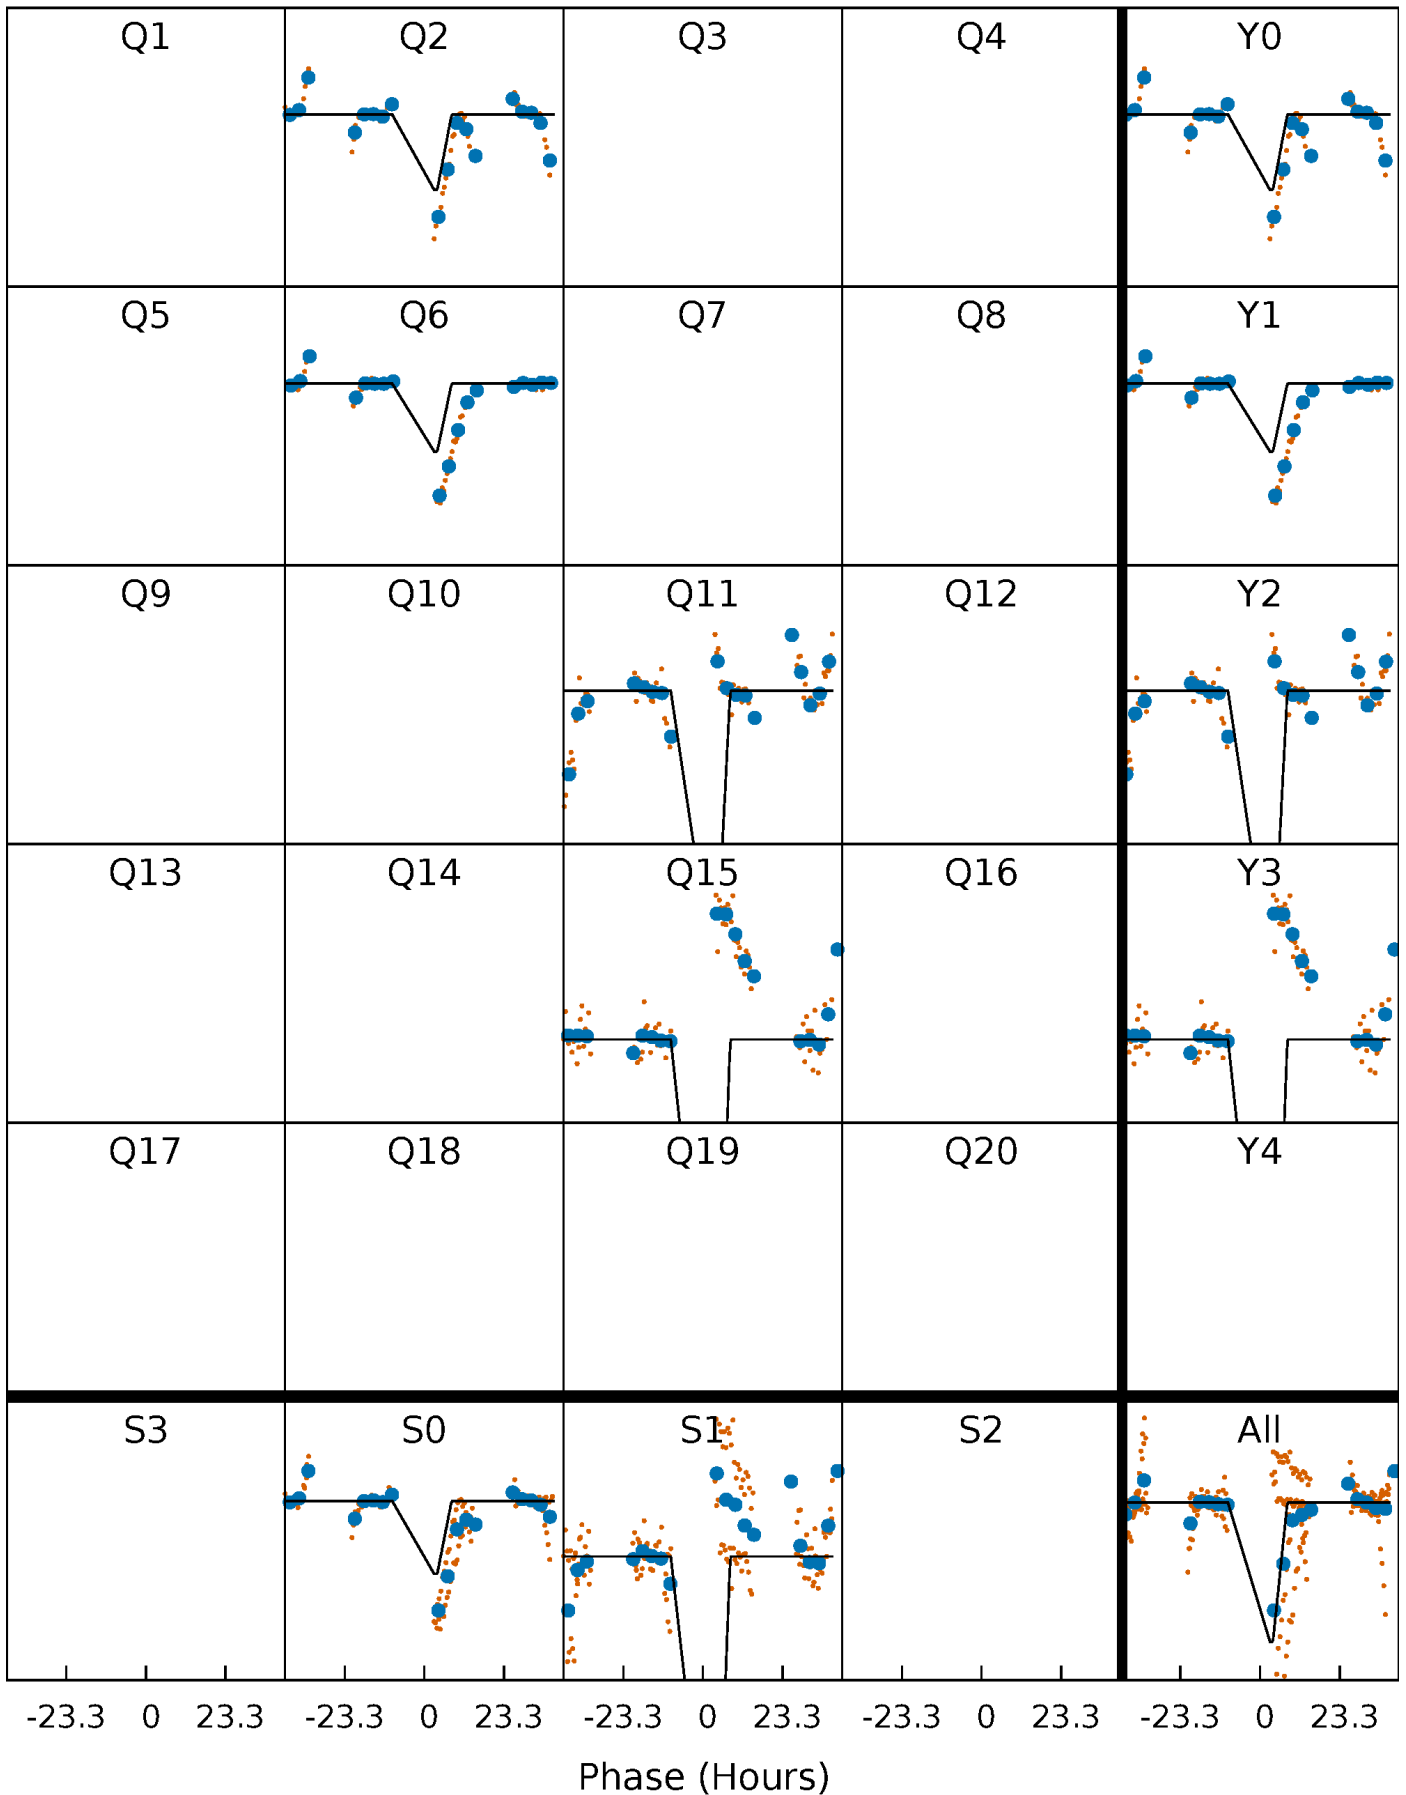 Q1 Q2 Q3 Q4 Y0
Q5 Q6 Q7 Q8 Y1
Q9 Q10 Q11 Q12 Y2
Q13 Q14 Q15 Q16 Y3
Q17 Q18 Q19 Q20 Y4
S3 S0 S1 S2 All
-23.3 0 23.3 -23.3 0 23.3 -23.3 0 23.3 -23.3 0 23.3 -23.3 0 23.3
Phase (Hours)